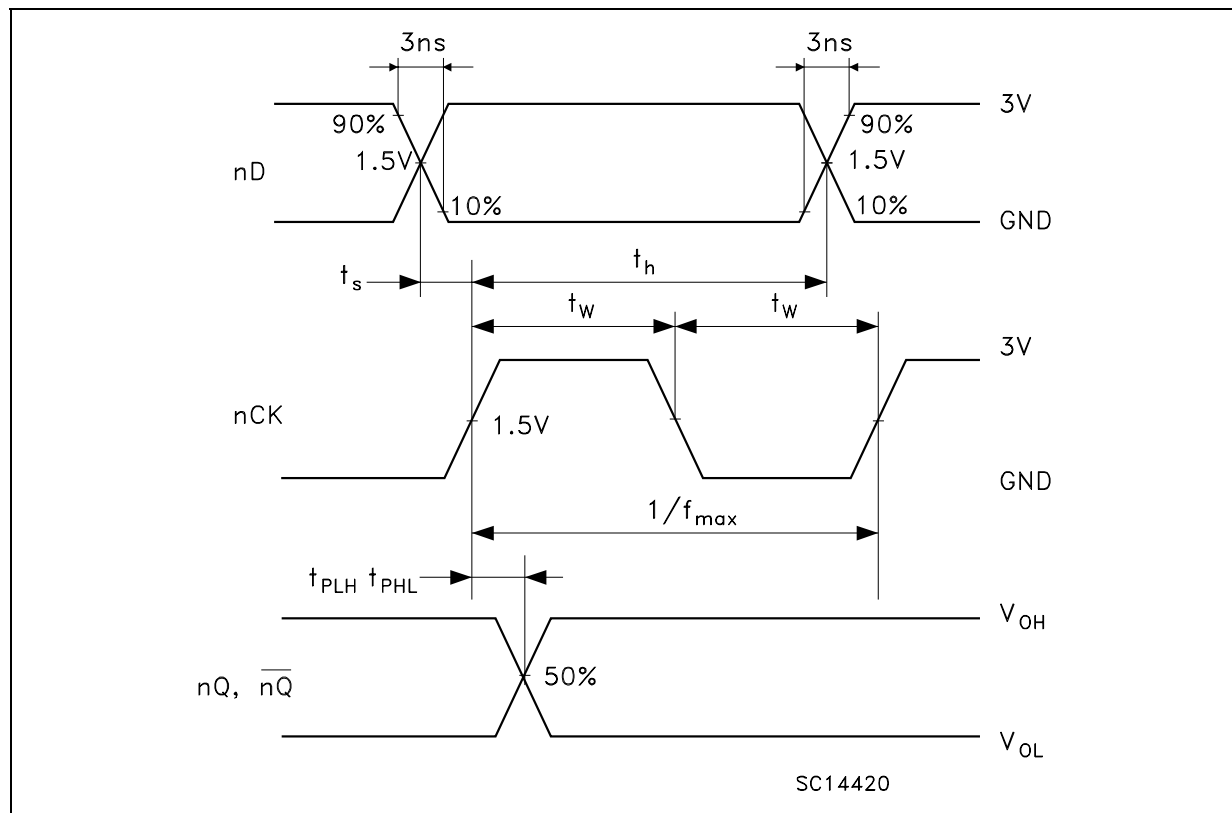 3ns 3ns
3V
90% 90%
1.5V 1.5V
nD
10% 10%
GND
t_s t_h
t_W t_W
3V
nCK
1.5V
GND
1/f_max
t_PLH t_PHL
V_OH
50%
nQ, n̅Q̅
V_OL
SC14420